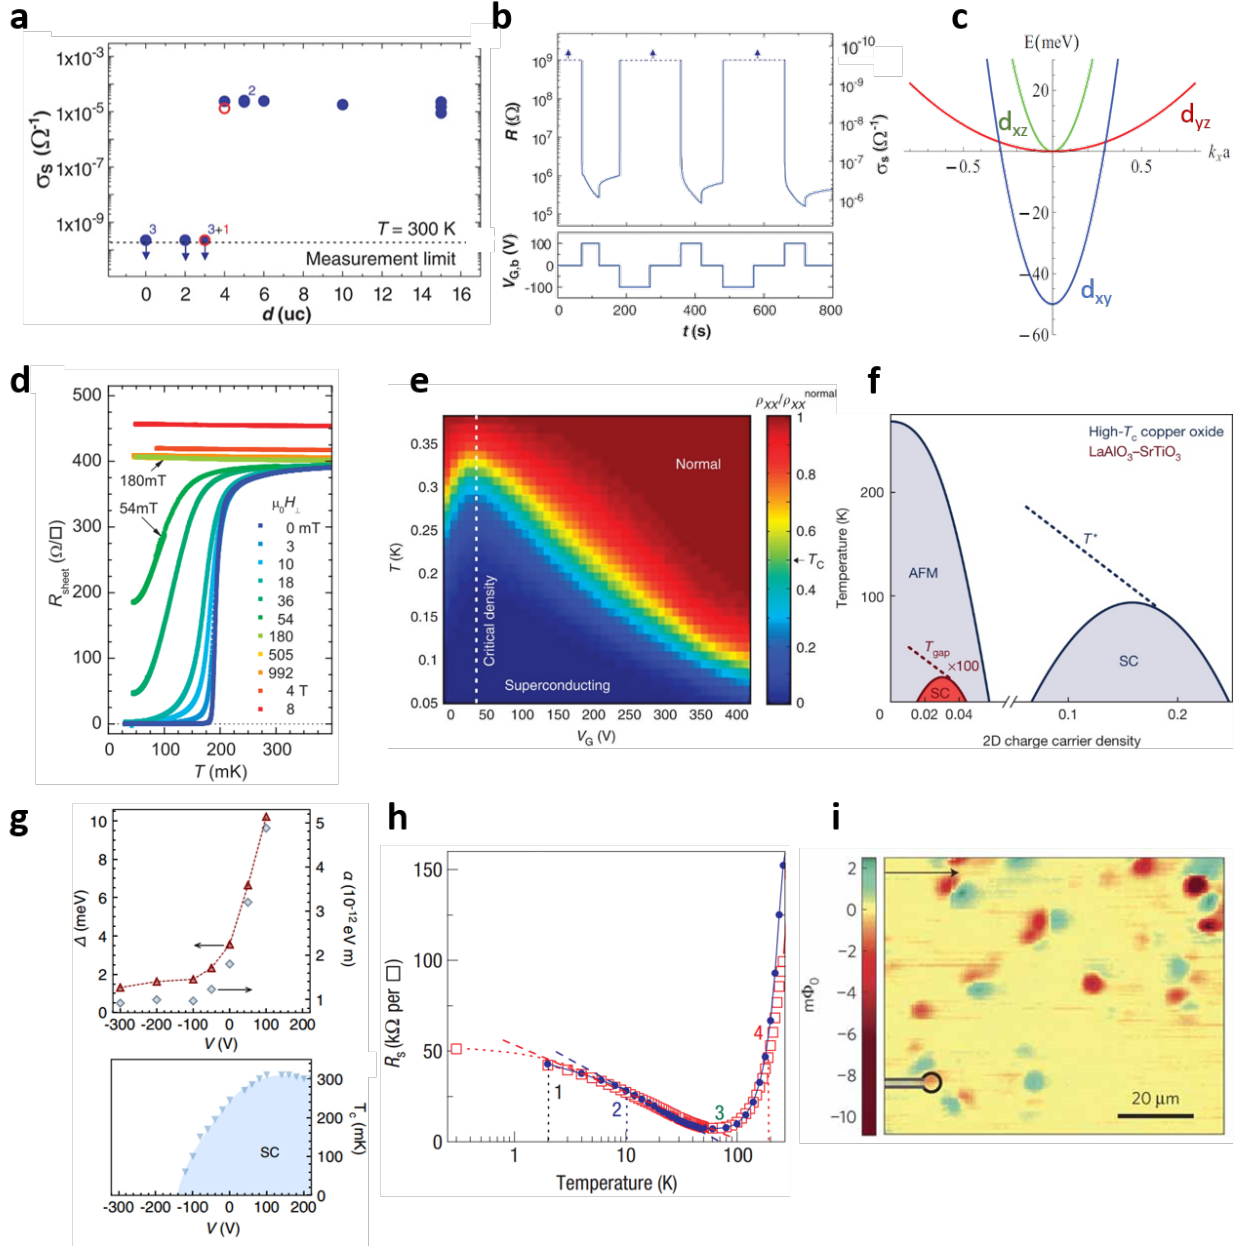 a
1x10⁻³
1x10⁻⁵
1x10⁻⁷
1x10⁻⁹
σs (Ω⁻¹)
2
3
3+1
T = 300 K
Measurement limit
0 2 4 6 8 10 12 14 16
d (uc)
b
10⁹
10⁸
10⁷
10⁶
10⁵
R (Ω)
10⁻¹⁰
10⁻⁹
10⁻⁸
10⁻⁷
10⁻⁶
σs (Ω⁻¹)
100
0
-100
VG,b (V)
0 200 400 600 800
t (s)
c
E(meV)
20
dxz
dyz
−0.5 0.5 kxa
−20
−40
dxy
−60
d
500
400
300
200
100
0
Rsheet (Ω/□)
180mT
54mT
μ0H⊥
0 mT
3
10
18
36
54
180
505
992
4 T
8
0 100 200 300
T (mK)
e
ρXX/ρXXnormal
0.35
0.3
0.25
0.2
0.15
0.1
0.05
T (K)
Normal
Critical density
Superconducting
TC
1
0.8
0.6
0.4
0.2
0
0 50 100 150 200 250 300 350 400
VG (V)
f
High-Tc copper oxide
LaAlO3–SrTiO3
200
100
Temperature (K)
AFM
T*
Tgap
×100
SC
SC
0 0.02 0.04 0.1 0.2
2D charge carrier density
g
10
8
6
4
2
0
Δ (meV)
5
4
3
2
1
α (10⁻¹² eV m)
-300 -200 -100 0 100 200
V (V)
300
200
100
0
Tc (mK)
SC
-300 -200 -100 0 100 200
V (V)
h
150
100
50
0
Rs (kΩ per □)
1
2
3
4
1 10 100
Temperature (K)
i
2
0
−2
−4
−6
−8
−10
mΦ0
20 μm